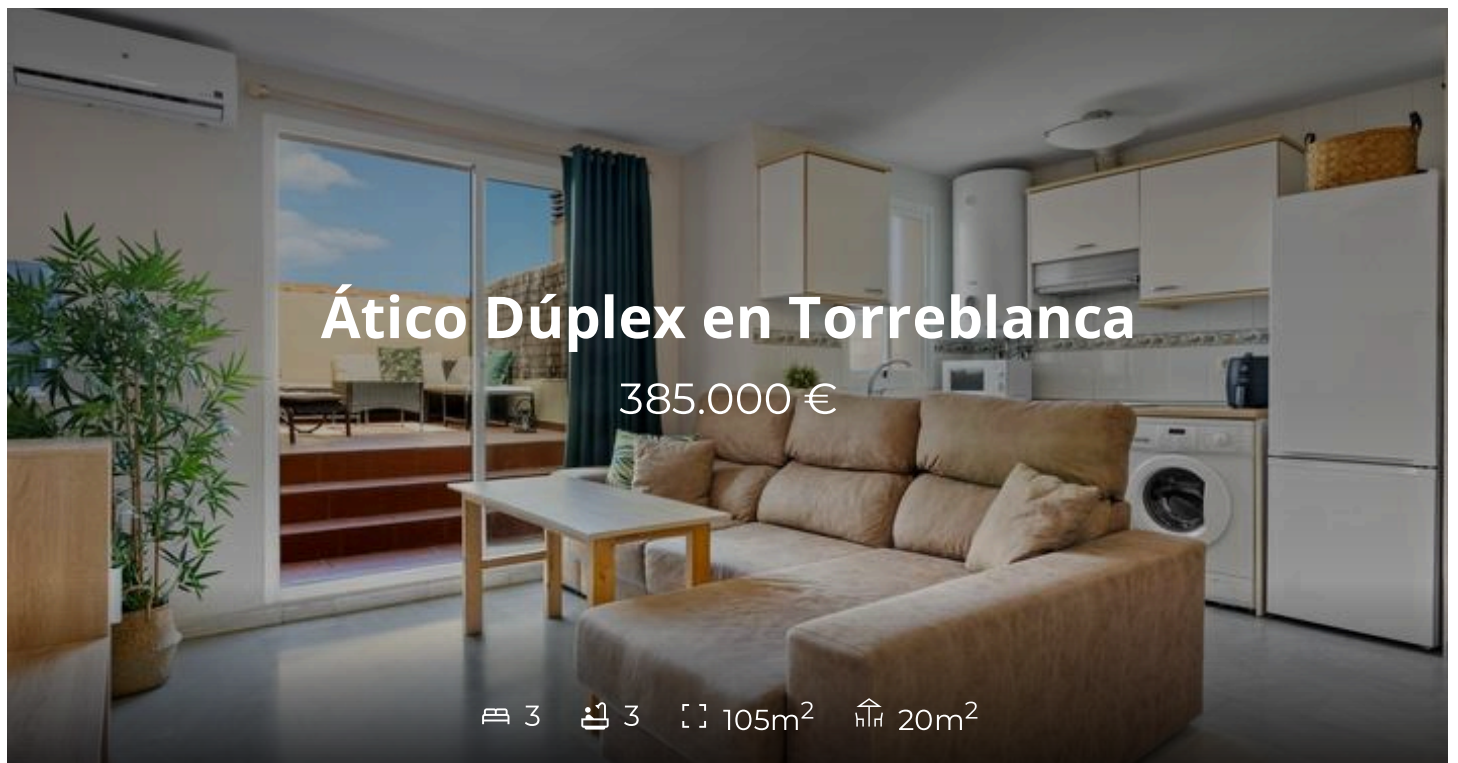 Ático Dúplex en Torreblanca
385.000 €
3 3 105m² 20m²